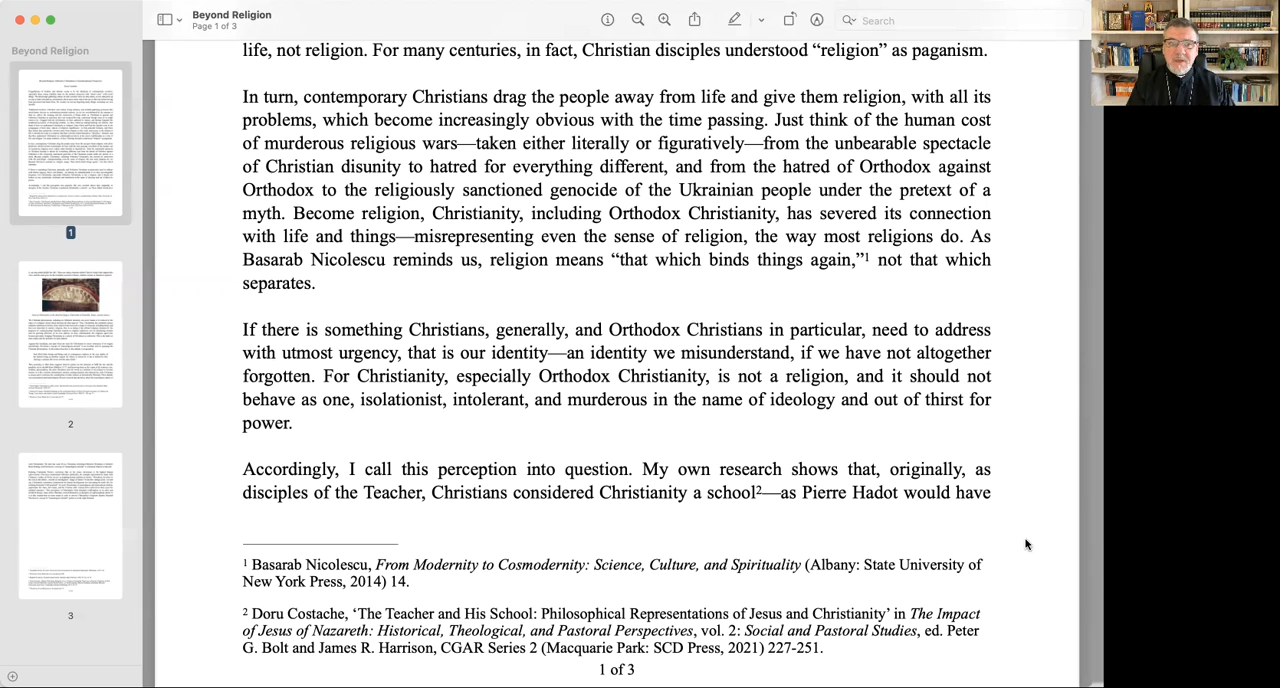 Beyond Religion
Page 1 of 3
Search
Beyond Religion
1
2
3
life, not religion. For many centuries, in fact, Christian disciples understood “religion” as paganism.
In turn, contemporary Christians drag the people away from life and give them religion, with all its
problems which become increasingly obvious with the time passing. Just think of the human cost
of murderous religious wars—take it either literally or figuratively—from the unbearable spectacle
of Christianity to hating everything different, and from the hatred of Orthodox against
Orthodox to the religiously sponsored genocide of the Ukrainian people under the pretext of a
myth. Become religion, Christianity, including Orthodox Christianity, has severed its connection
with life and things—misrepresenting even the sense of religion, the way most religions do. As
Basarab Nicolescu reminds us, religion means “that which binds things again,”1 not that which
separates.
If there is one thing Christians generally, and Orthodox Christians in particular, need to address
with utmost urgency, that is our identity—an identity we misunderstand if we have not altogether
forgotten. For Christianity, especially Orthodox Christianity, is not a religion, and it should not
behave as one, isolationist, intolerant, and murderous in the name of ideology and out of thirst for
power.
Accordingly, I call this perception into question. My own research shows that, originally, as
disciples of the Teacher, Christians considered Christianity a school2—as Pierre Hadot would have
1 Basarab Nicolescu, From Modernity to Cosmodernity: Science, Culture, and Spirituality (Albany: State University of
New York Press, 2014) 14.
2 Doru Costache, ‘The Teacher and His School: Philosophical Representations of Jesus and Christianity’ in The Impact
of Jesus of Nazareth: Historical, Theological, and Pastoral Perspectives, vol. 2: Social and Pastoral Studies, ed. Peter
G. Bolt and James R. Harrison, CGAR Series 2 (Macquarie Park: SCD Press, 2021) 227-251.
1 of 3